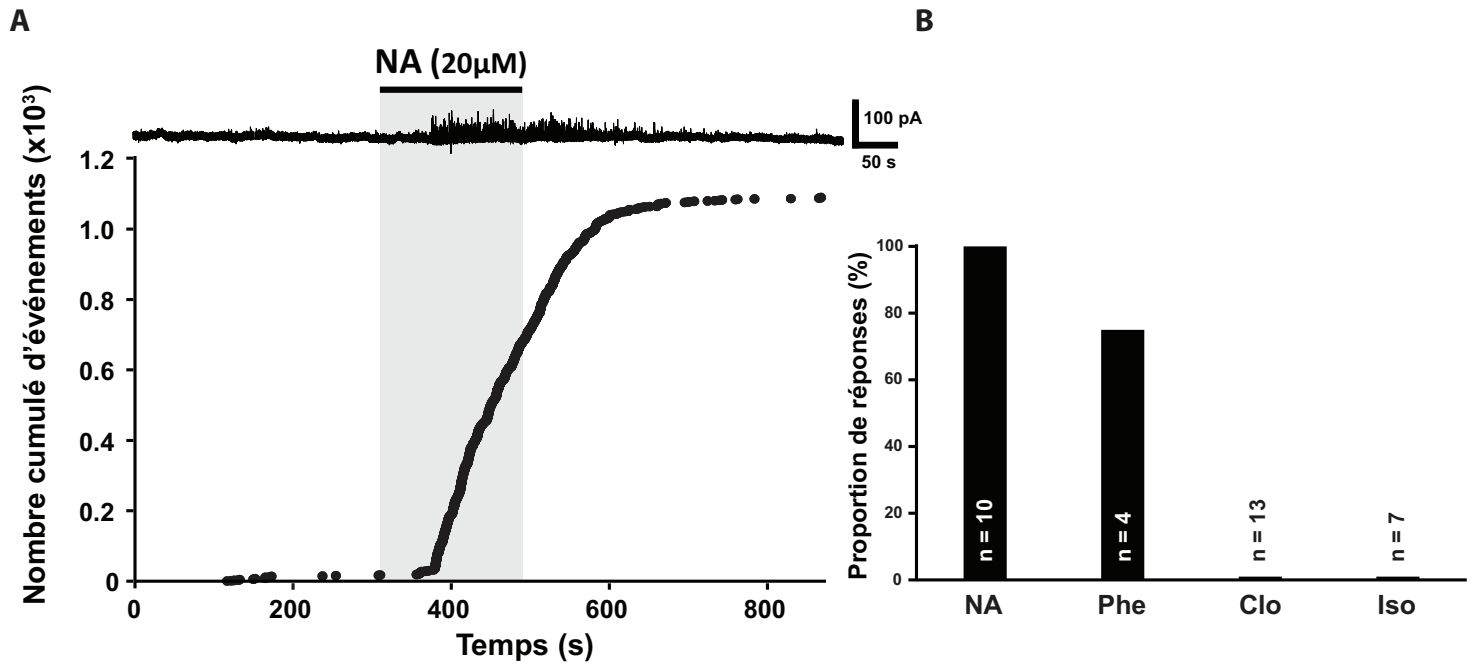 A
NA (20µM)
100 pA
50 s
Nombre cumulé d'événements (x10³)
1.2
1.0
0.8
0.6
0.4
0.2
0
0
200
400
600
800
Temps (s)
B
Proportion de réponses (%)
100
80
60
40
20
0
n = 10
n = 4
n = 13
n = 7
NA
Phe
Clo
Iso